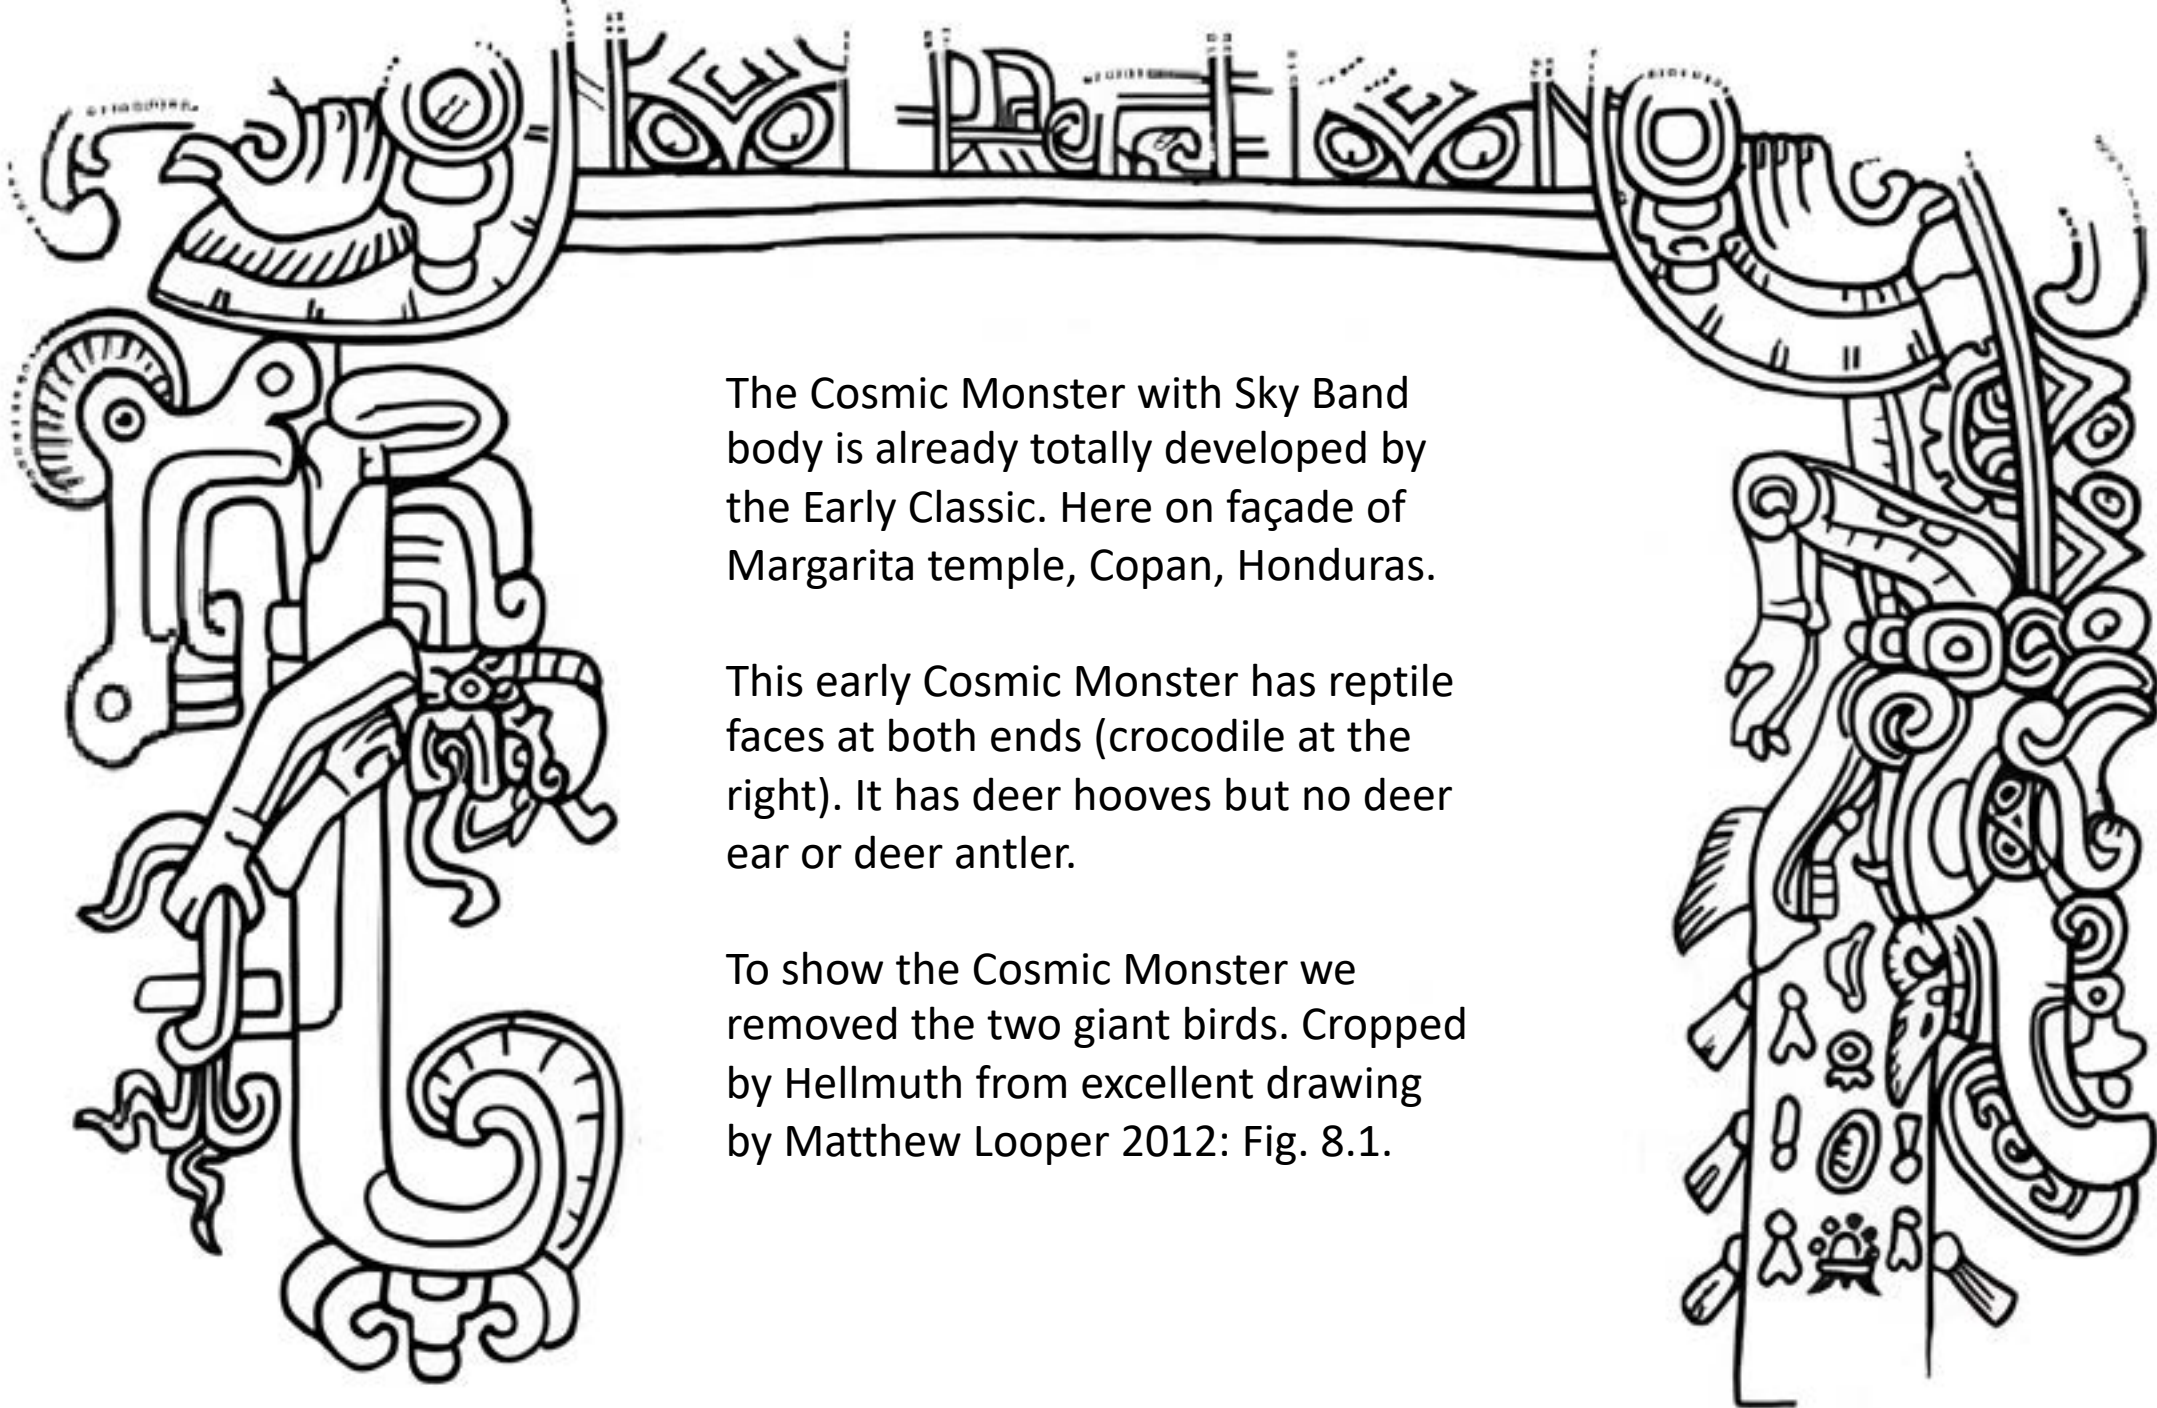 The Cosmic Monster with Sky Band
body is already totally developed by
the Early Classic. Here on façade of
Margarita temple, Copan, Honduras.
This early Cosmic Monster has reptile
faces at both ends (crocodile at the
right). It has deer hooves but no deer
ear or deer antler.
To show the Cosmic Monster we
removed the two giant birds. Cropped
by Hellmuth from excellent drawing
by Matthew Looper 2012: Fig. 8.1.